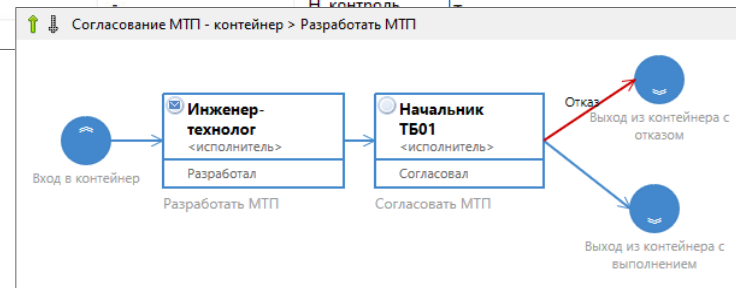 Н. контроль
Согласование МТП - контейнер > Разработать МТП
Вход в контейнер
Инженер-
технолог
<исполнитель>
Разработал
Разработать МТП
Начальник
ТБ01
<исполнитель>
Согласовал
Согласовать МТП
Отказ
Выход из контейнера с
отказом
Выход из контейнера с
выполнением